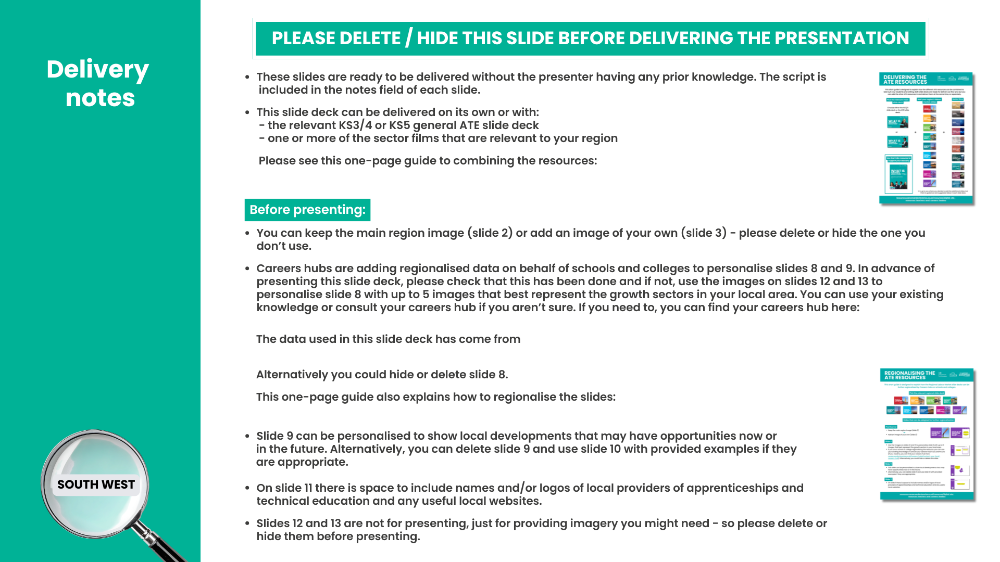 Delivery
notes
PLEASE DELETE / HIDE THIS SLIDE BEFORE DELIVERING THE PRESENTATION
• These slides are ready to be delivered without the presenter having any prior knowledge. The script is
included in the notes field of each slide.
• This slide deck can be delivered on its own or with:
- the relevant KS3/4 or KS5 general ATE slide deck
- one or more of the sector films that are relevant to your region
Please see this one-page guide to combining the resources:
DELIVERING THE
ATE RESOURCES
WHAT IS
WHAT IS
WHAT IS
Before presenting:
• You can keep the main region image (slide 2) or add an image of your own (slide 3) - please delete or hide the one you
don't use.
• Careers hubs are adding regionalised data on behalf of schools and colleges to personalise slides 8 and 9. In advance of
presenting this slide deck, please check that this has been done and if not, use the images on slides 12 and 13 to
personalise slide 8 with up to 5 images that best represent the growth sectors in your local area. You can use your existing
knowledge or consult your careers hub if you aren't sure. If you need to, you can find your careers hub here:
The data used in this slide deck has come from
Alternatively you could hide or delete slide 8.
This one-page guide also explains how to regionalise the slides:
REGIONALISING THE
ATE RESOURCES
• Slide 9 can be personalised to show local developments that may have opportunities now or
in the future. Alternatively, you can delete slide 9 and use slide 10 with provided examples if they
are appropriate.
• On slide 11 there is space to include names and/or logos of local providers of apprenticeships and
technical education and any useful local websites.
• Slides 12 and 13 are not for presenting, just for providing imagery you might need - so please delete or
hide them before presenting.
SOUTH WEST